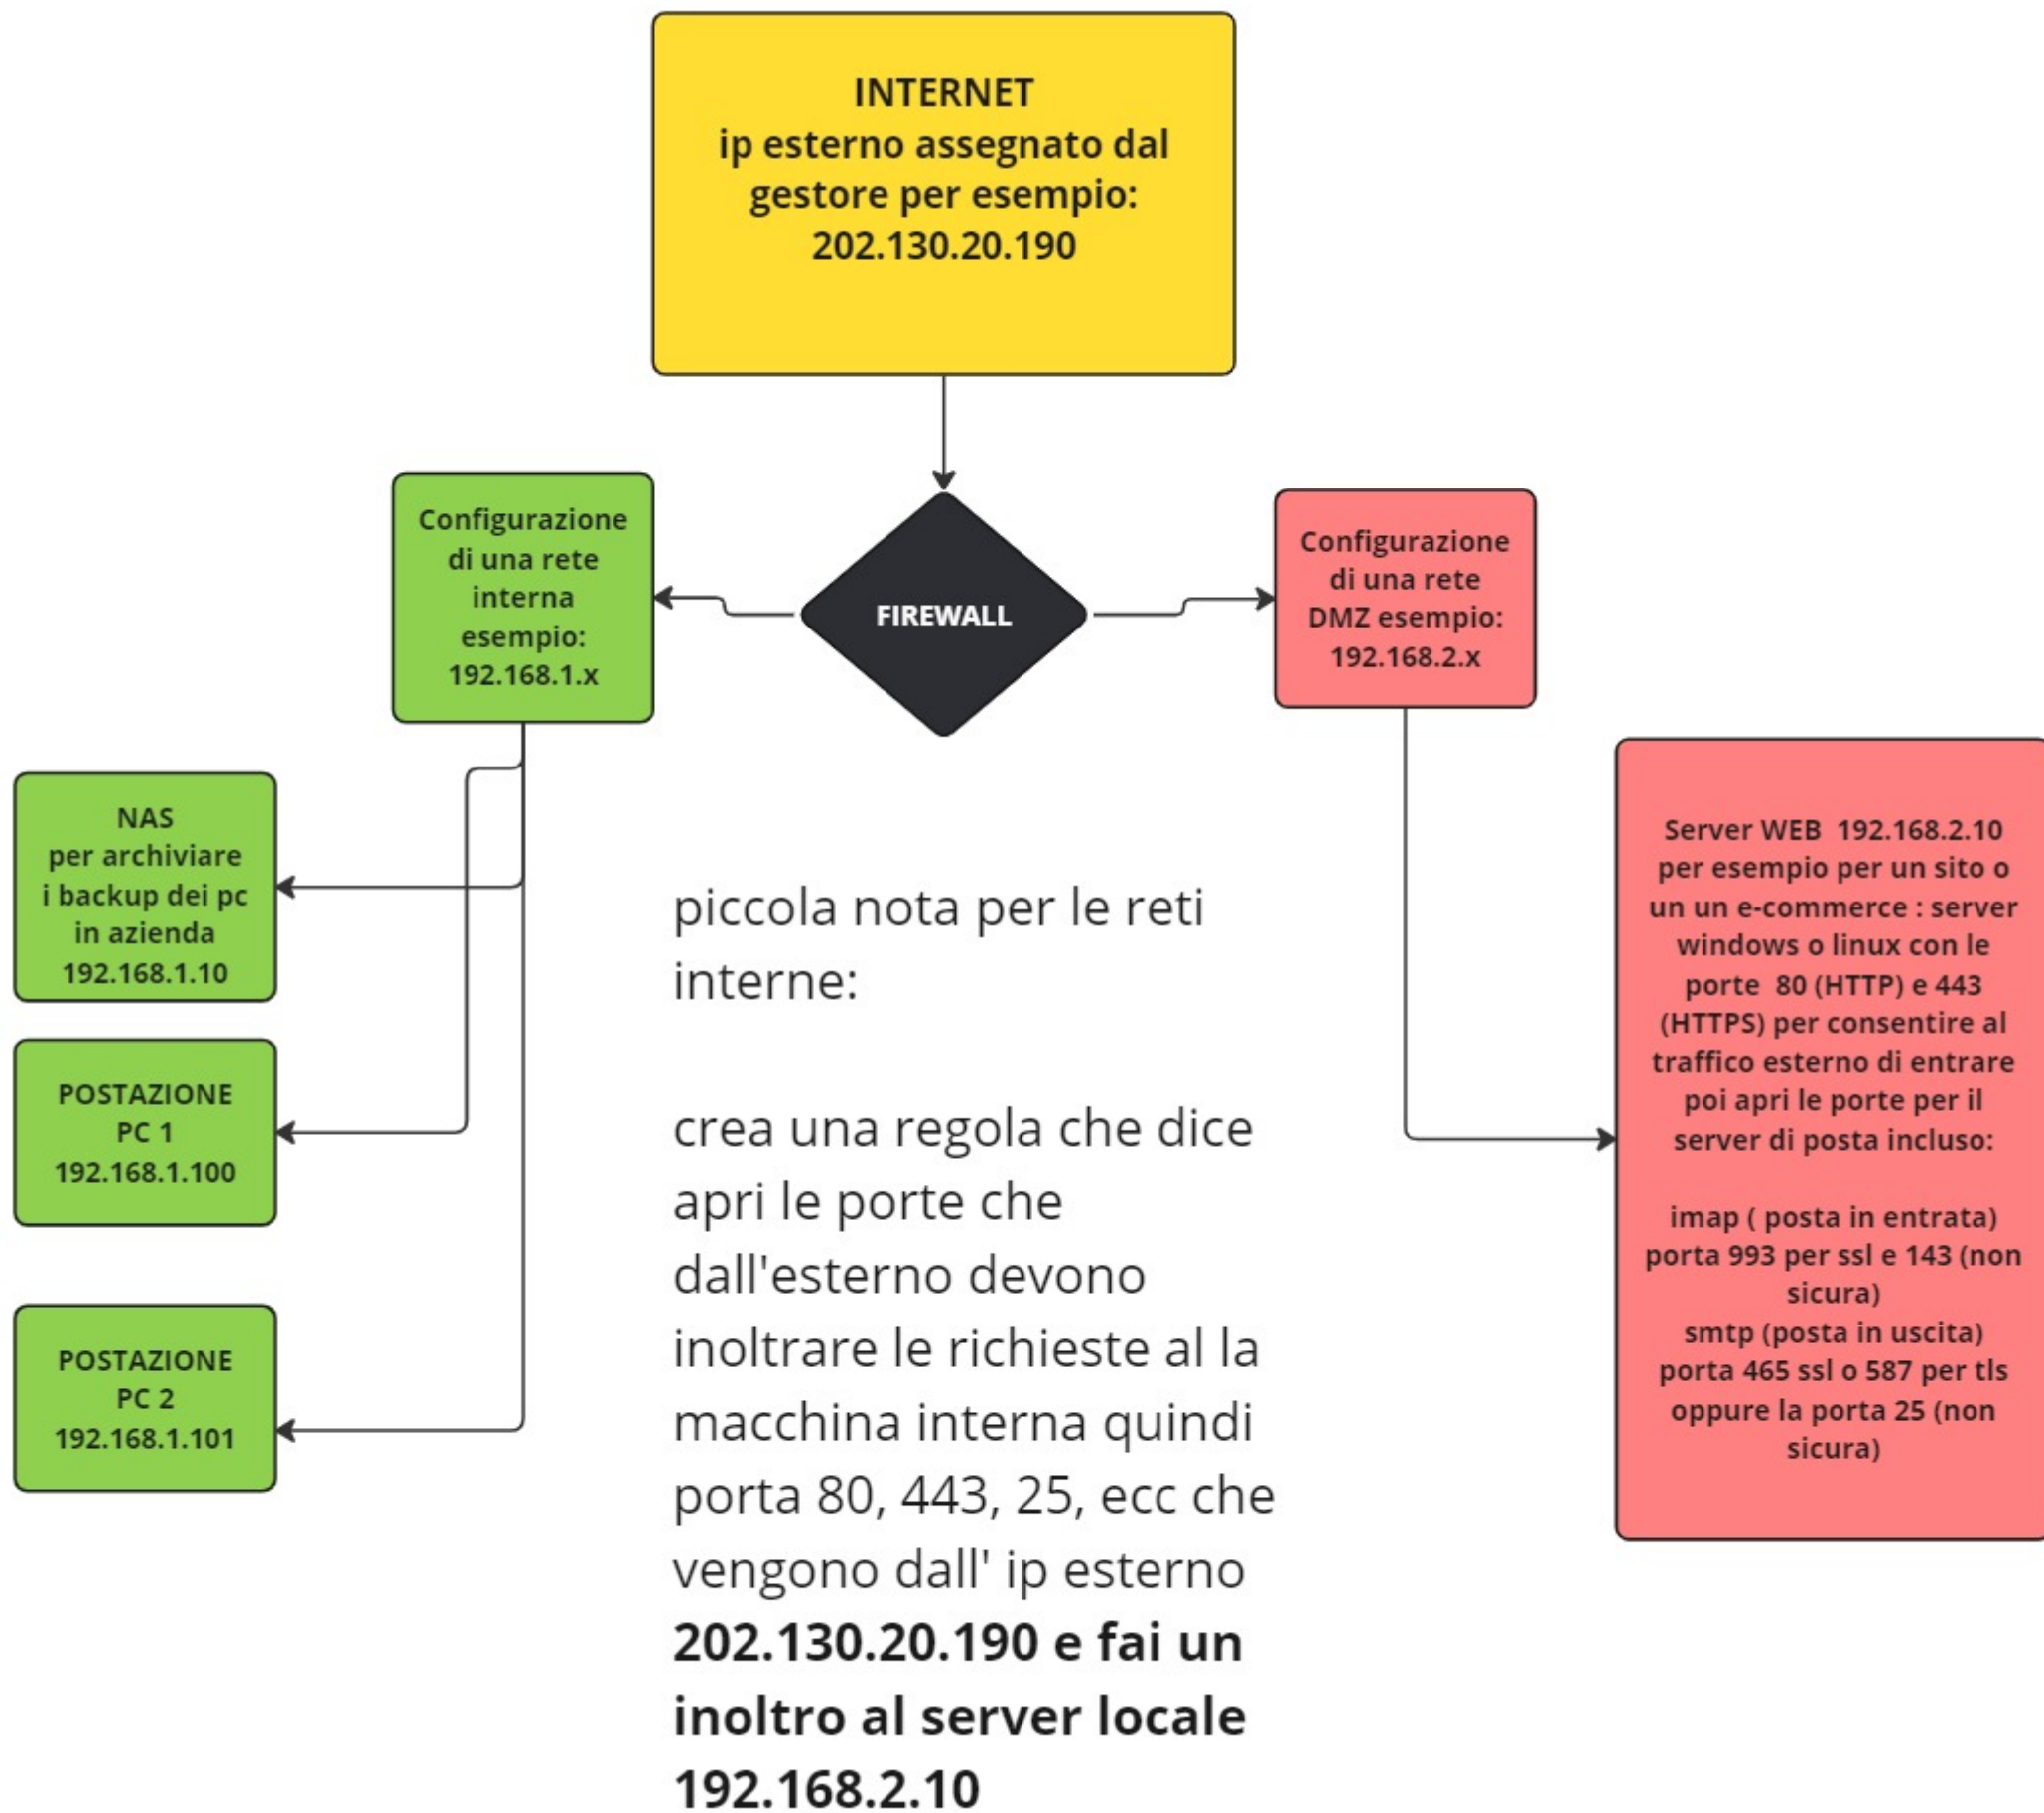 INTERNET
ip esterno assegnato dal
gestore per esempio:
202.130.20.190
Configurazione
di una rete
interna
esempio:
192.168.1.x
FIREWALL
Configurazione
di una rete
DMZ esempio:
192.168.2.x
NAS
per archiviare
i backup dei pc
in azienda
192.168.1.10
POSTAZIONE
PC 1
192.168.1.100
POSTAZIONE
PC 2
192.168.1.101
piccola nota per le reti
interne:
crea una regola che dice
apri le porte che
dall'esterno devono
inoltrare le richieste al la
macchina interna quindi
porta 80, 443, 25, ecc che
vengono dall' ip esterno
202.130.20.190 e fai un
inoltro al server locale
192.168.2.10
Server WEB  192.168.2.10
per esempio per un sito o
un un e-commerce : server
windows o linux con le
porte  80 (HTTP) e 443
(HTTPS) per consentire al
traffico esterno di entrare
poi apri le porte per il
server di posta incluso:
imap ( posta in entrata)
porta 993 per ssl e 143 (non
sicura)
smtp (posta in uscita)
porta 465 ssl o 587 per tls
oppure la porta 25 (non
sicura)